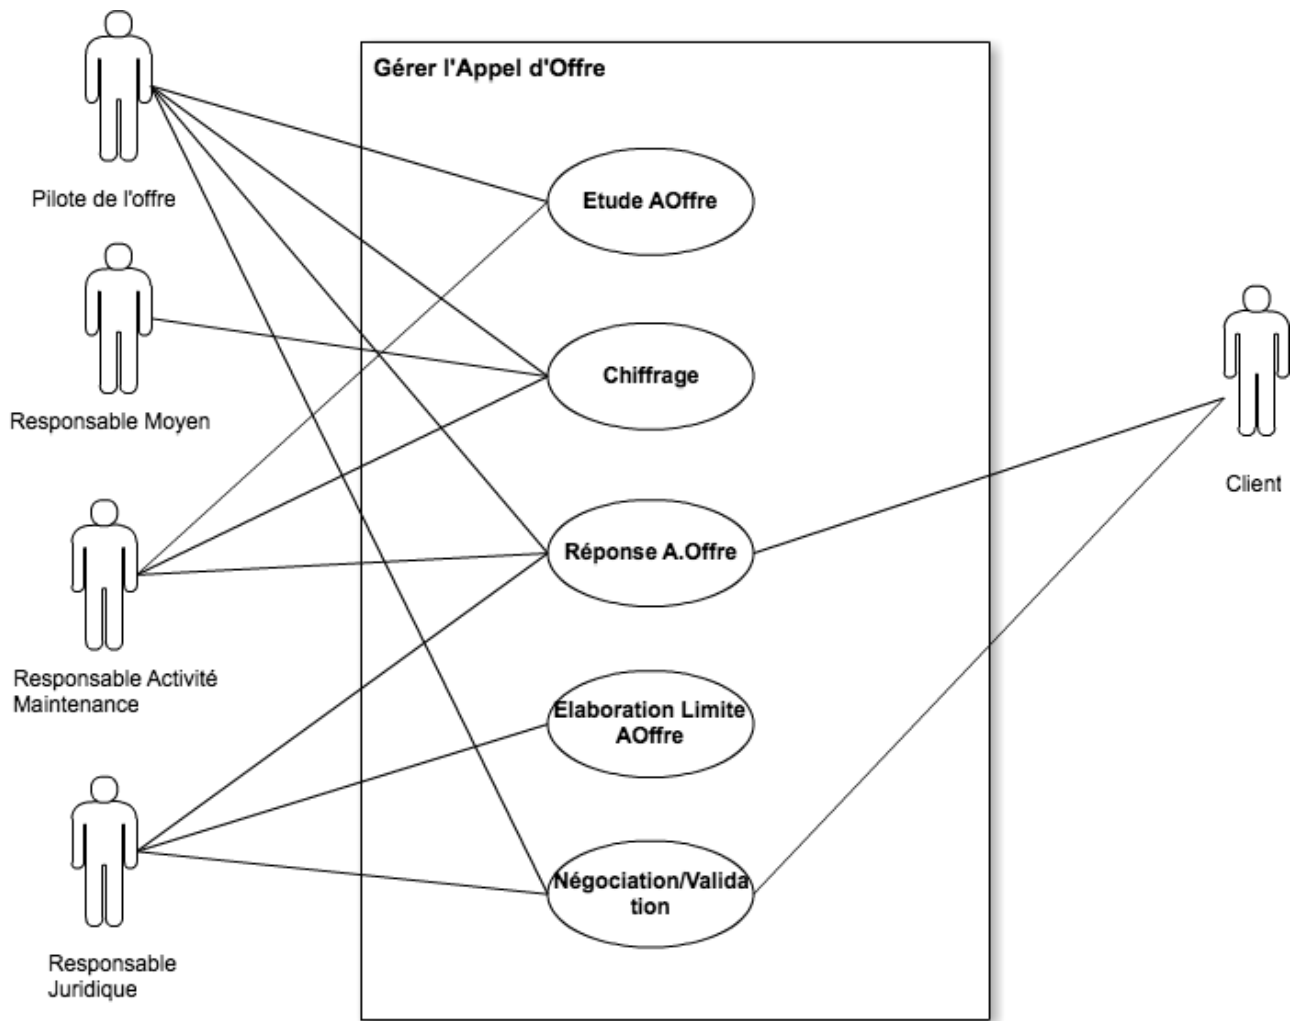 Gérer l'Appel d'Offre
Pilote de l'offre
Etude AOffre
Responsable Moyen
Chiffrage
Client
Réponse A.Offre
Responsable Activité
Maintenance
Elaboration Limite
AOffre
Négociation/Valida
tion
Responsable
Juridique